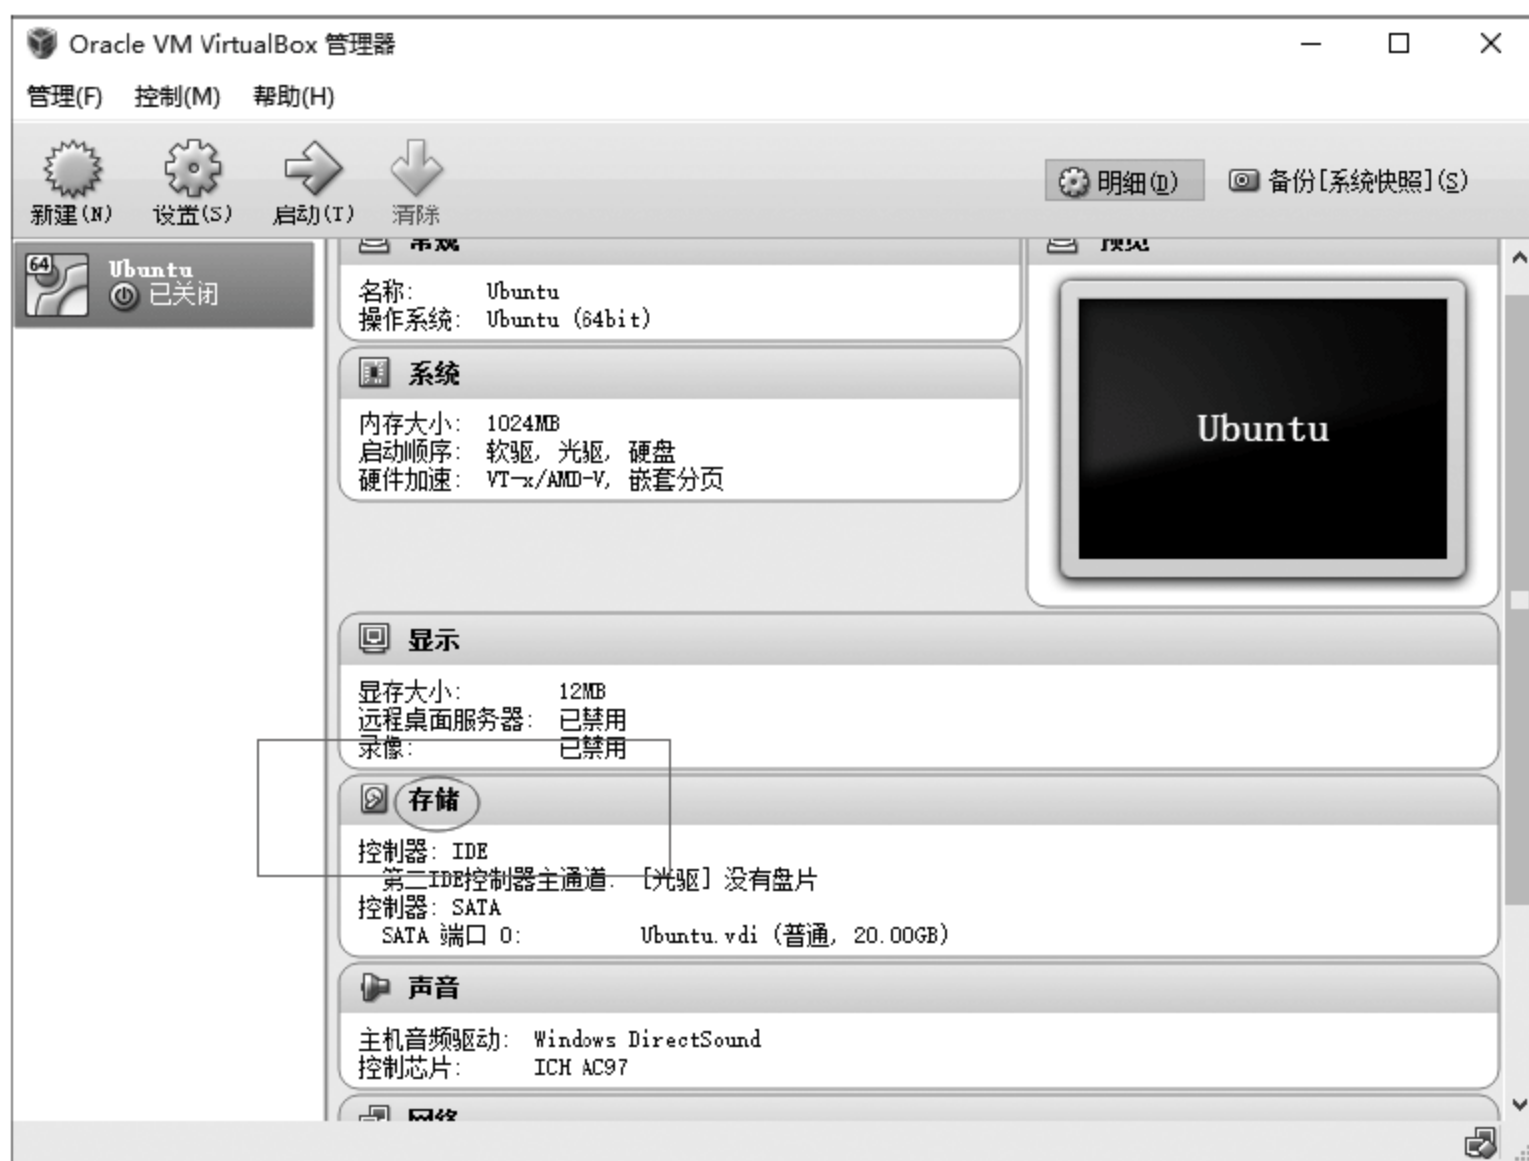 Oracle VM VirtualBox 管理器
管理(F) 控制(M) 帮助(H)
新建(N) 设置(S) 启动(T) 清除 明细(D) 备份[系统快照](S)
64
Ubuntu
已关闭
常规
名称: Ubuntu
操作系统: Ubuntu (64bit)
预览
Ubuntu
系统
内存大小: 1024MB
启动顺序: 软驱, 光驱, 硬盘
硬件加速: VT-x/AMD-V, 嵌套分页
显示
显存大小: 12MB
远程桌面服务器: 已禁用
录像: 已禁用
存储
控制器: IDE
第二IDE控制器主通道: [光驱] 没有盘片
控制器: SATA
SATA 端口 0: Ubuntu.vdi (普通, 20.00GB)
声音
主机音频驱动: Windows DirectSound
控制芯片: ICH AC97
网络